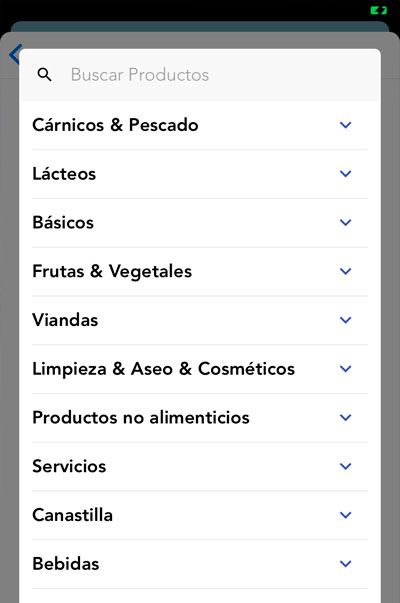 Buscar Productos
Cárnicos & Pescado
Lácteos
Básicos
Frutas & Vegetales
Viandas
Limpieza & Aseo & Cosméticos
Productos no alimenticios
Servicios
Canastilla
Bebidas